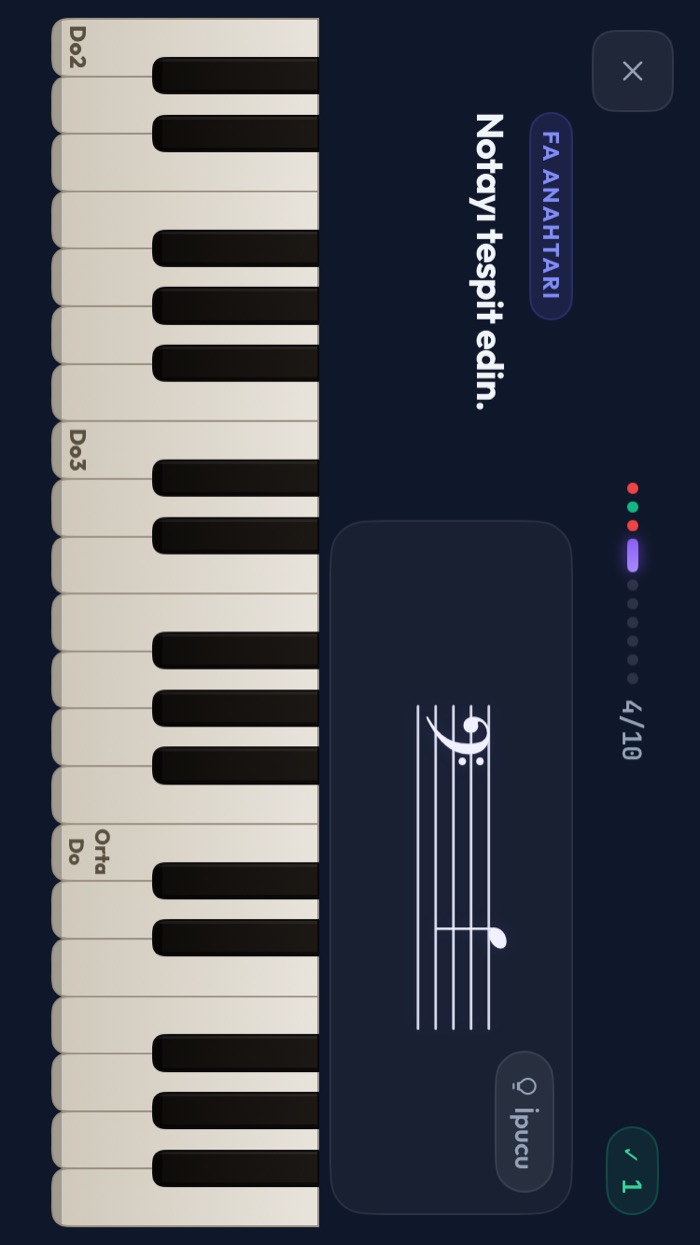 4/10
✓ 1
FA ANAHTARI
Notayı tespit edin.
İpucu
Do2
Do3
Orta
Do